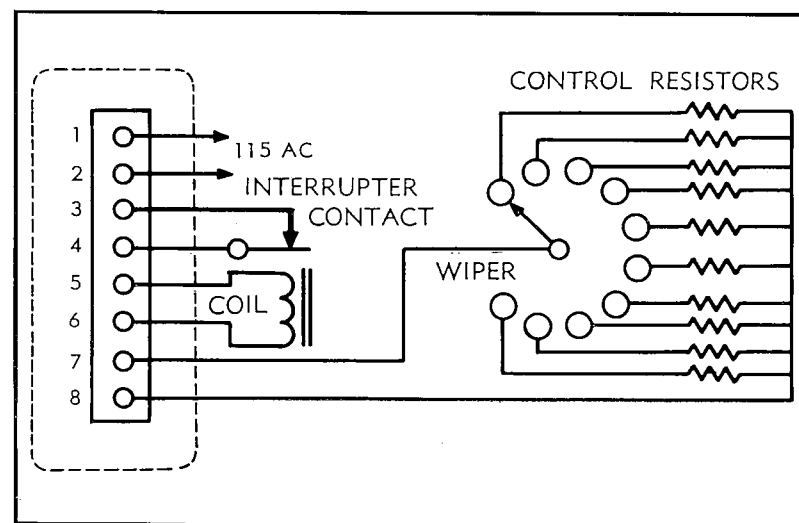 CONTROL RESISTORS
1
115 AC
2
INTERRUPTER
3
CONTACT
4
WIPER
5
COIL
6
7
8